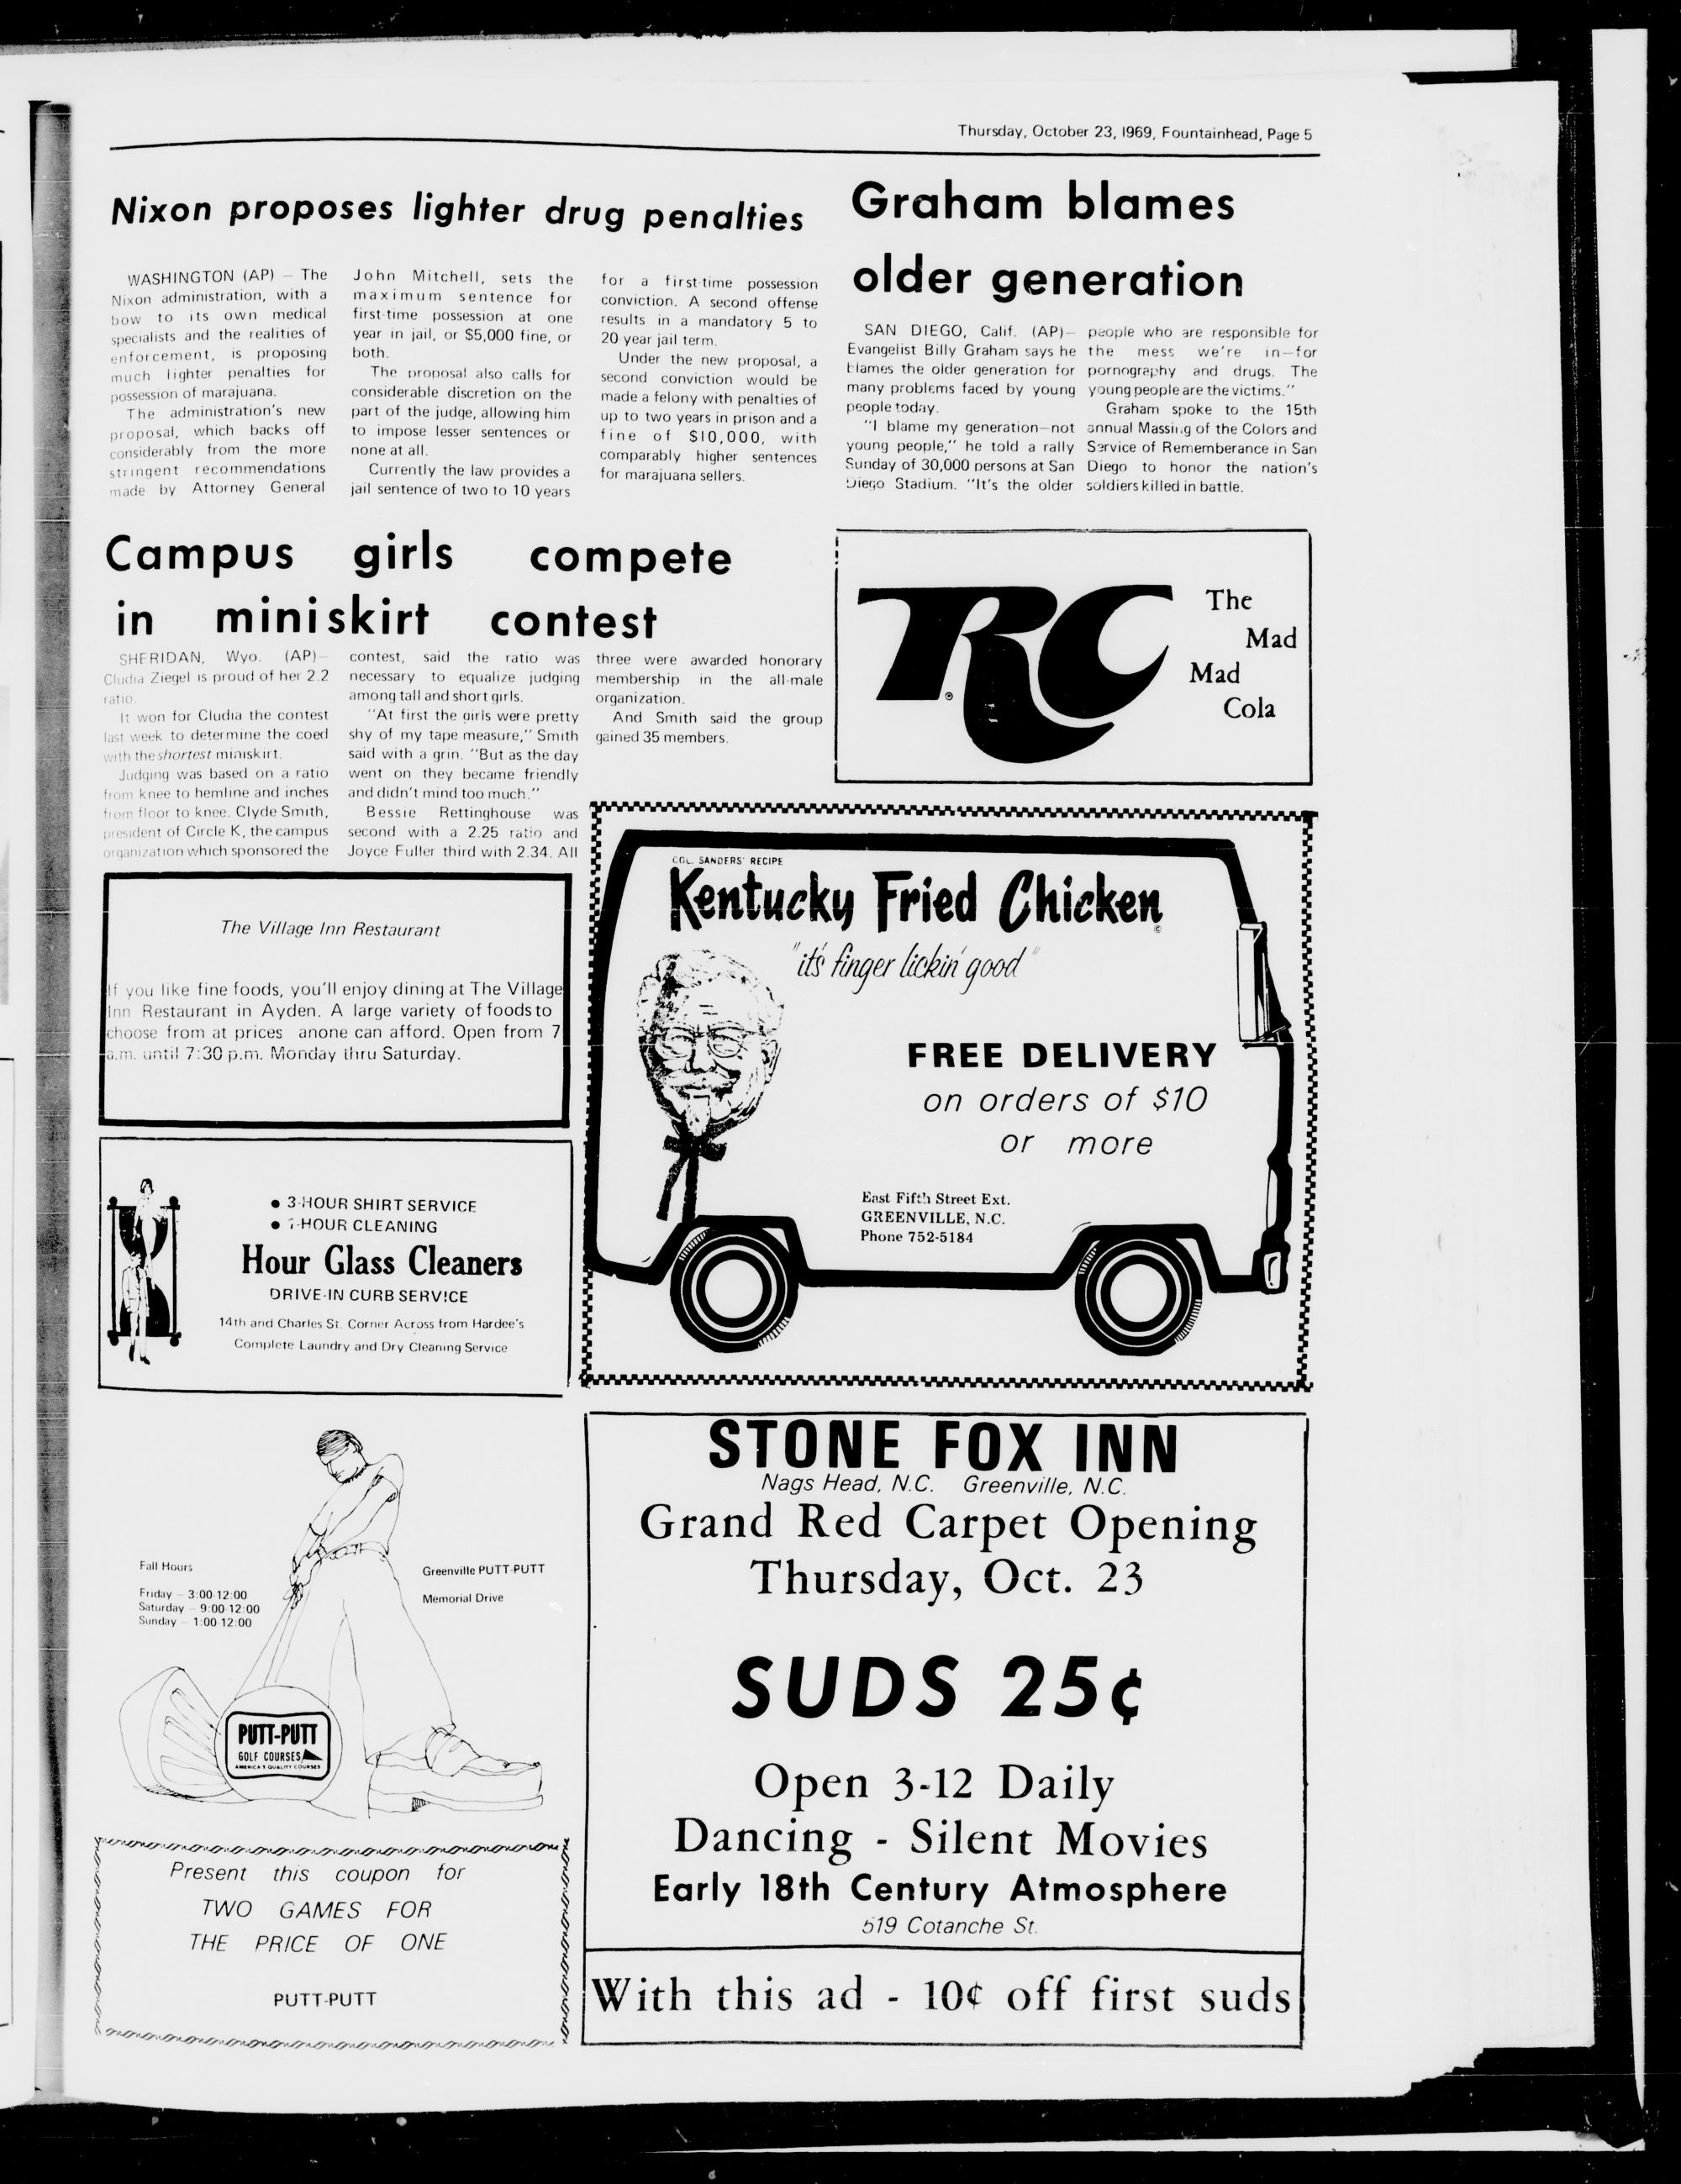 Thursday, October 23, 1969, Fountainhead, Page 5
Nixon proposes lighter drug penalties
WASHINGTON (AP) — The
Nixon administration, with a
bow to its own medical
specialists and the realities of
enforcement, is proposing
much lighter penalties for
possession of marajuana.
The administration's new
proposal, which backs off
considerably from the more
stringent recommendations
made by Attorney General
John Mitchell, sets the
maximum sentence for
first-time possession at one
year in jail, or $5,000 fine, or
both.
The proposal also calls for
considerable discretion on the
part of the judge, allowing him
to impose lesser sentences or
none at all.
Currently the law provides a
jail sentence of two to 10 years
for a first-time possession
conviction. A second offense
results in a mandatory 5 to
20 year jail term.
Under the new proposal, a
second conviction would be
made a felony with penalties of
up to two years in prison and a
fine of $10,000, with
comparably higher sentences
for marajuana sellers.
Graham blames
older generation
SAN DIEGO, Calif. (AP)—
Evangelist Billy Graham says he
blames the older generation for
many problems faced by young
people today.
"I blame my generation—not
young people," he told a rally
Sunday of 30,000 persons at San
Diego Stadium. "It's the older
people who are responsible for
the mess we're in—for
pornography and drugs. The
young people are the victims."
Graham spoke to the 15th
annual Massing of the Colors and
Service of Rememberance in San
Diego to honor the nation's
soldiers killed in battle.
Campus girls compete
in miniskirt contest
SHERIDAN, Wyo. (AP)—
Cludia Ziegel is proud of her 2.2
ratio.
It won for Cludia the contest
last week to determine the coed
with the shortest miniskirt.
Judging was based on a ratio
from knee to hemline and inches
from floor to knee. Clyde Smith,
president of Circle K, the campus
organization which sponsored the
contest, said the ratio was
necessary to equalize judging
among tall and short girls.
"At first the girls were pretty
shy of my tape measure," Smith
said with a grin. "But as the day
went on they became friendly
and didn't mind too much."
Bessie Rettinghouse was
second with a 2.25 ratio and
Joyce Fuller third with 2.34. All
three were awarded honorary
membership in the all-male
organization.
And Smith said the group
gained 35 members.
RC
®
The
Mad
Mad
Cola
The Village Inn Restaurant
If you like fine foods, you'll enjoy dining at The Village
Inn Restaurant in Ayden. A large variety of foods to
choose from at prices anone can afford. Open from 7
a.m. until 7:30 p.m. Monday thru Saturday.
COL. SANDERS' RECIPE
Kentucky Fried Chicken
©
"it's finger lickin' good"
FREE DELIVERY
on orders of $10
or more
East Fifth Street Ext.
GREENVILLE, N.C.
Phone 752-5184
● 3-HOUR SHIRT SERVICE
● 1-HOUR CLEANING
Hour Glass Cleaners
DRIVE-IN CURB SERVICE
14th and Charles St. Corner Across from Hardee's
Complete Laundry and Dry Cleaning Service
Fall Hours
Friday — 3:00-12:00
Saturday — 9:00-12:00
Sunday — 1:00-12:00
Greenville PUTT-PUTT
Memorial Drive
PUTT-PUTT
GOLF COURSES
AMERICA'S QUALITY COURSES
Present this coupon for
TWO GAMES FOR
THE PRICE OF ONE
PUTT-PUTT
STONE FOX INN
Nags Head, N.C. Greenville, N.C.
Grand Red Carpet Opening
Thursday, Oct. 23
SUDS 25¢
Open 3-12 Daily
Dancing - Silent Movies
Early 18th Century Atmosphere
519 Cotanche St.
With this ad - 10¢ off first suds